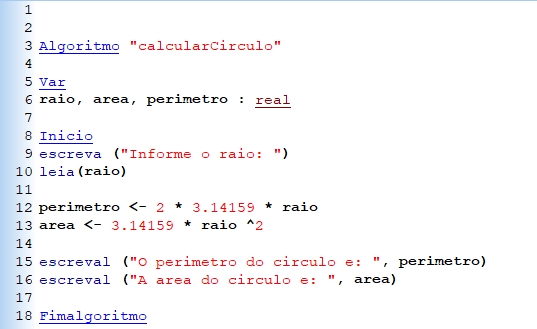 1
2
3 Algoritmo "calcularCirculo"
4
5 Var
6 raio, area, perimetro : real
7
8 Inicio
9 escreva ("Informe o raio: ")
10 leia(raio)
11
12 perimetro <- 2 * 3.14159 * raio
13 area <- 3.14159 * raio ^2
14
15 escreval ("O perimetro do circulo e: ", perimetro)
16 escreval ("A area do circulo e: ", area)
17
18 Fimalgoritmo